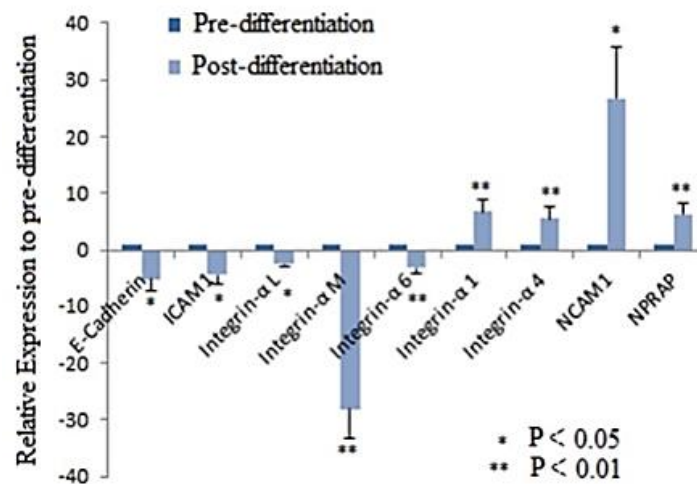 Relative Expression to pre-differentiation
40
30
20
10
0
-10
-20
-30
-40
Pre-differentiation
Post-differentiation
*
**
**
**
*
*
*
**
*
**
E-Cadherin
ICAM1
Integrin-α L
Integrin-α M
Integrin-α 6
Integrin-α 1
Integrin-α 4
NCAM1
NPRAP
* P < 0.05
** P < 0.01